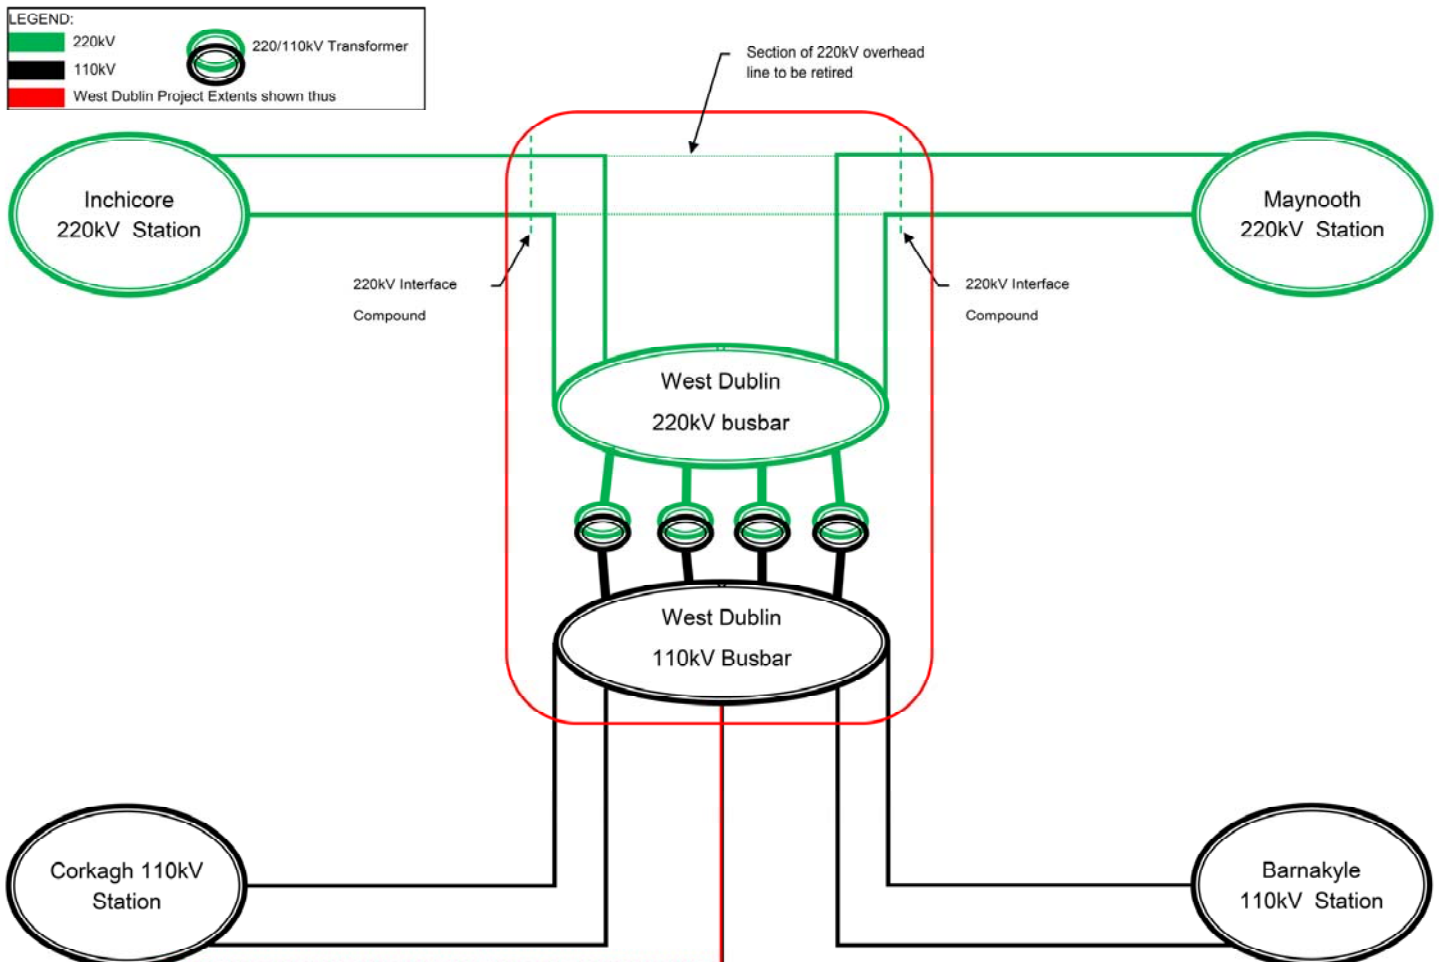 LEGEND:
220kV
220/110kV Transformer
110kV
West Dublin Project Extents shown thus
Section of 220kV overhead
line to be retired
Inchicore
220kV Station
Maynooth
220kV Station
220kV Interface
Compound
220kV Interface
Compound
West Dublin
220kV busbar
West Dublin
110kV Busbar
Corkagh 110kV
Station
Barnakyle
110kV Station